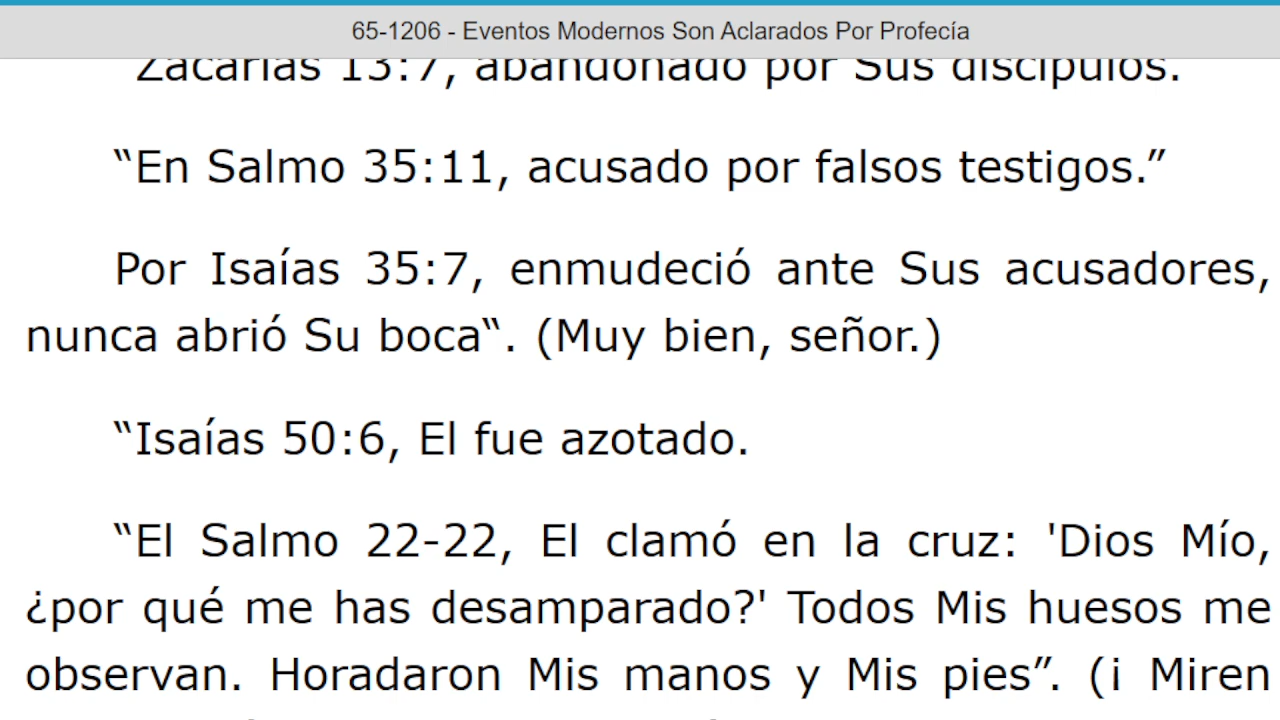 65-1206 - Eventos Modernos Son Aclarados Por Profecía
Zacarías 13:7, abandonado por Sus discípulos.
“En Salmo 35:11, acusado por falsos testigos.”
Por Isaías 35:7, enmudeció ante Sus acusadores,
nunca abrió Su boca“. (Muy bien, señor.)
“Isaías 50:6, El fue azotado.
“El Salmo 22-22, El clamó en la cruz: 'Dios Mío,
¿por qué me has desamparado?' Todos Mis huesos me
observan. Horadaron Mis manos y Mis pies”. (¡ Miren